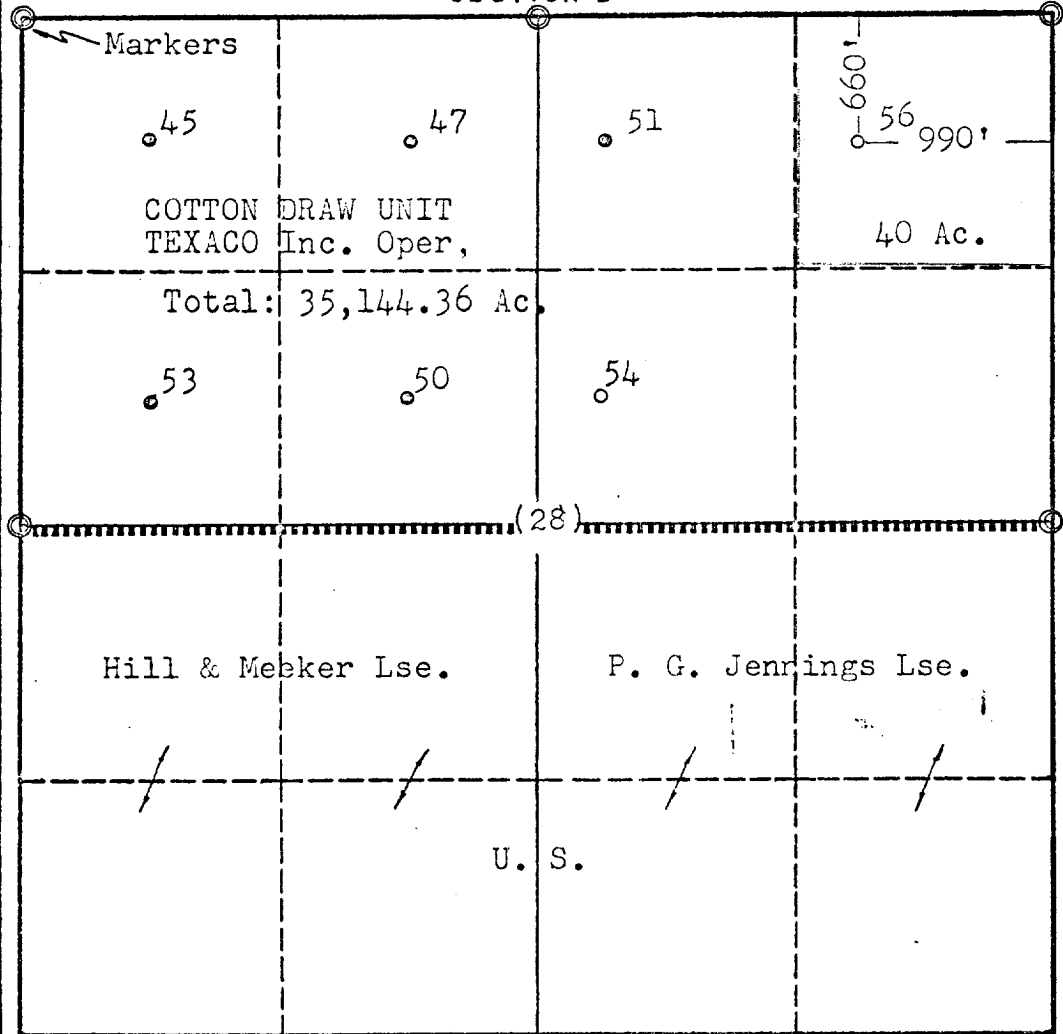 Markers
660'
45
47
51
56
990'
COTTON DRAW UNIT
TEXACO Inc. Oper,
40 Ac.
Total: 35,144.36 Ac.
53
50
54
(28)
Hill & Meeker Lse.
P. G. Jennings Lse.
U. S.